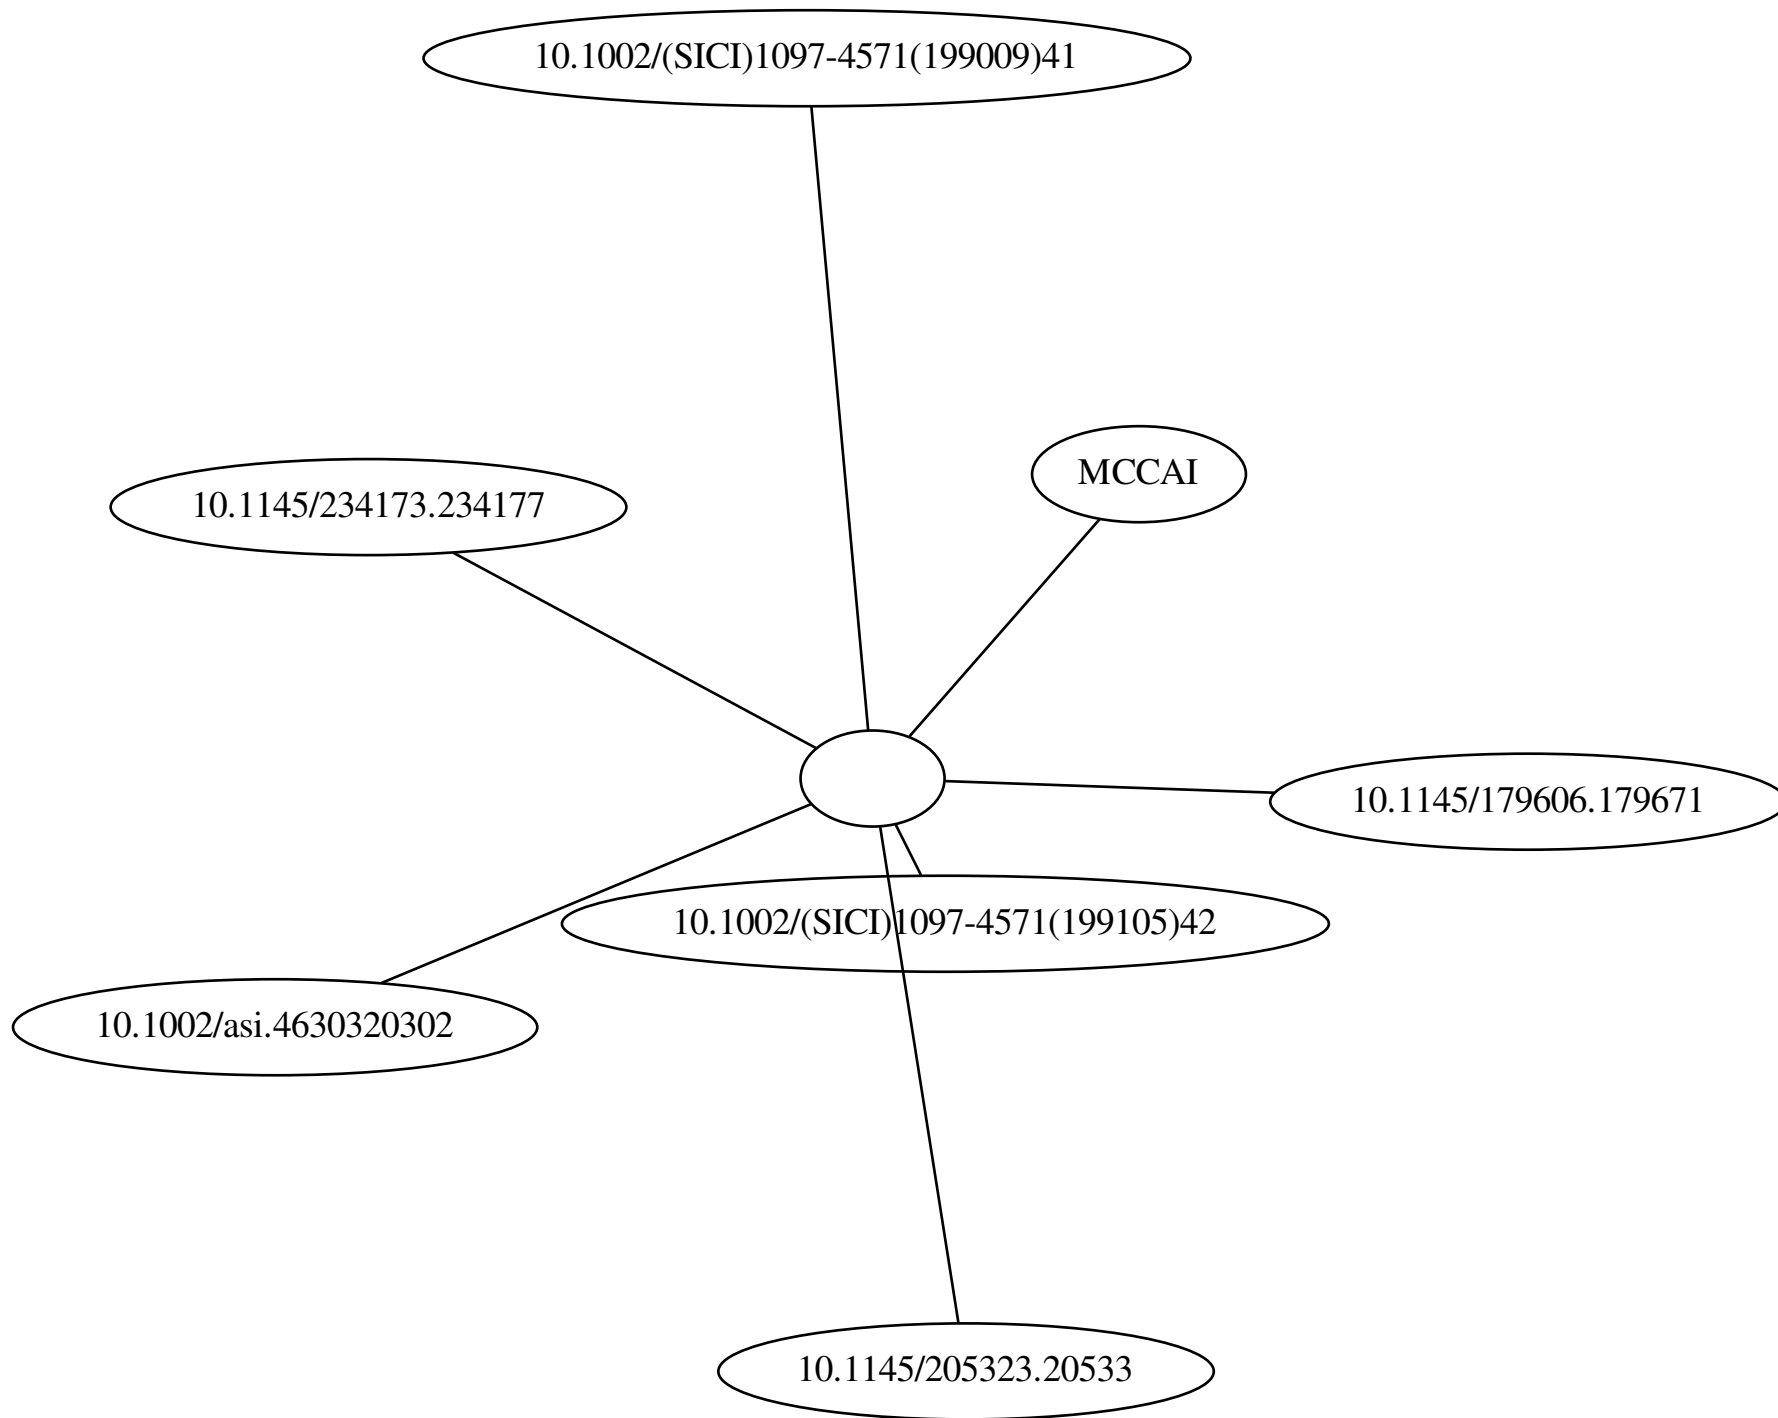 10.1002/(SICI)1097-4571(199009)41
MCCAI
10.1145/234173.234177
10.1145/179606.179671
10.1002/(SICI)1097-4571(199105)42
10.1002/asi.4630320302
10.1145/205323.20533